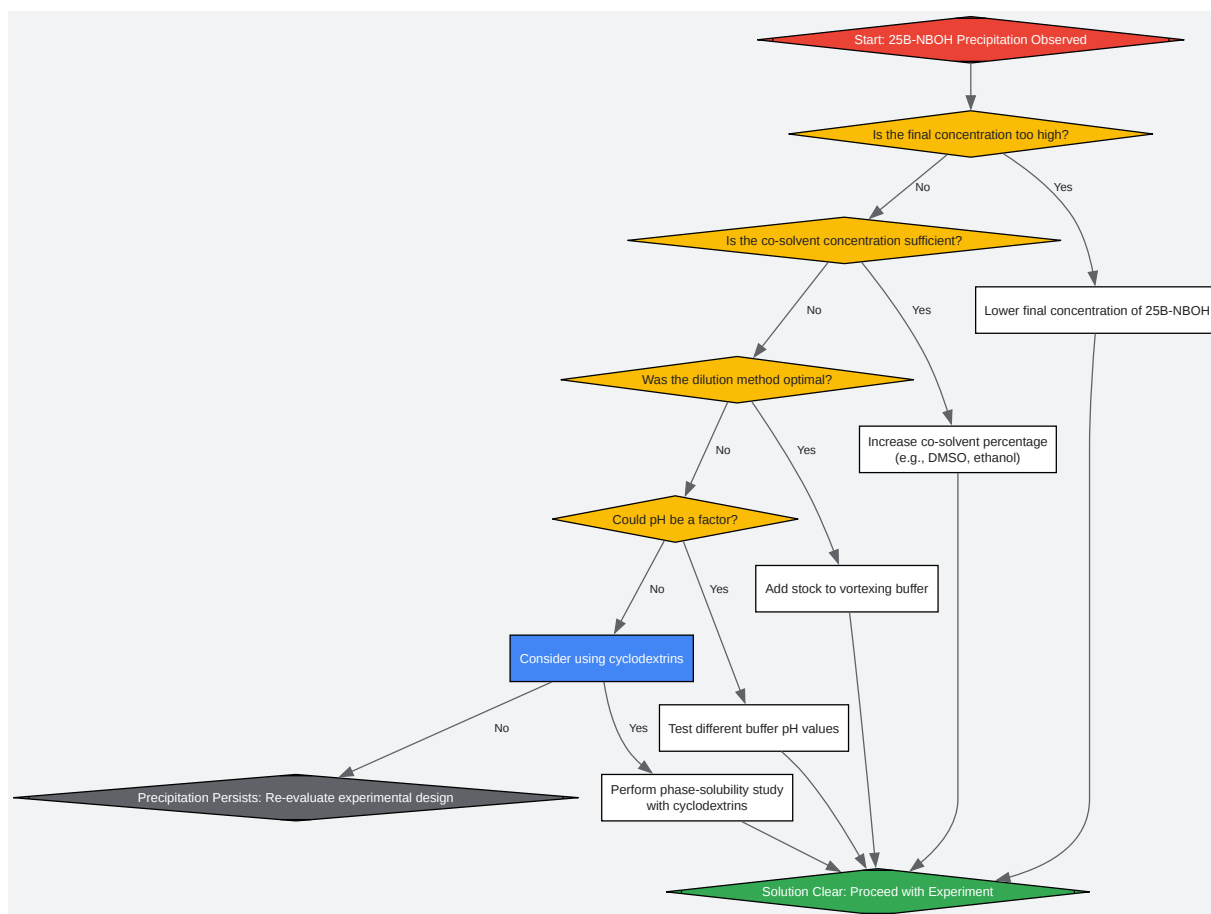 Start: 25B-NBOH Precipitation Observed
Is the final concentration too high?
No
Yes
Is the co-solvent concentration sufficient?
Lower final concentration of 25B-NBOH
No
Yes
Was the dilution method optimal?
Increase co-solvent percentage
(e.g., DMSO, ethanol)
No
Yes
Could pH be a factor?
Add stock to vortexing buffer
No
Yes
Consider using cyclodextrins
Test different buffer pH values
No
Yes
Precipitation Persists: Re-evaluate experimental design
Perform phase-solubility study
with cyclodextrins
Solution Clear: Proceed with Experiment